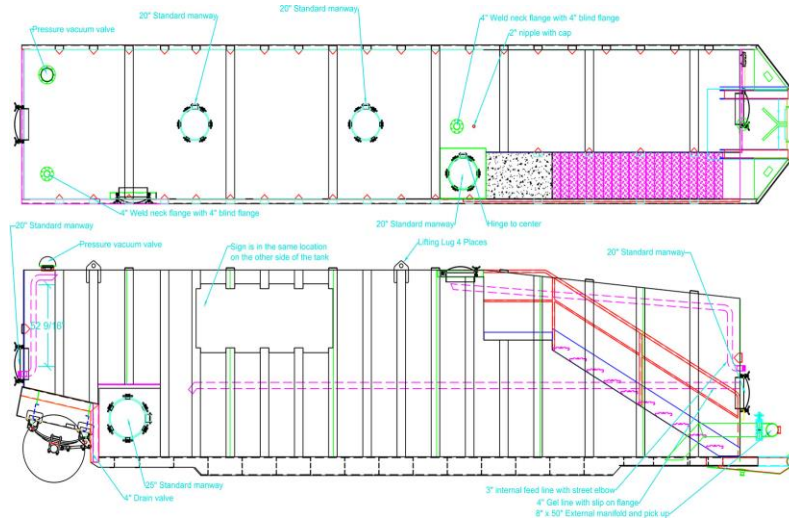 20" Standard manway
20" Standard manway
4" Weld neck flange with 4" blind flange
Pressure vacuum valve
2" nipple with cap
4" Weld neck flange with 4" blind flange
20" Standard manway
Hinge to center
20" Standard manway
Pressure vacuum valve
Sign is in the same location
on the other side of the tank
Lifting Lug 4 Places
20" Standard manway
52 9/16"
25" Standard manway
4" Drain valve
3" internal feed line with street elbow
4" Gel line with slip on flange
8" x 50" External manifold and pick up